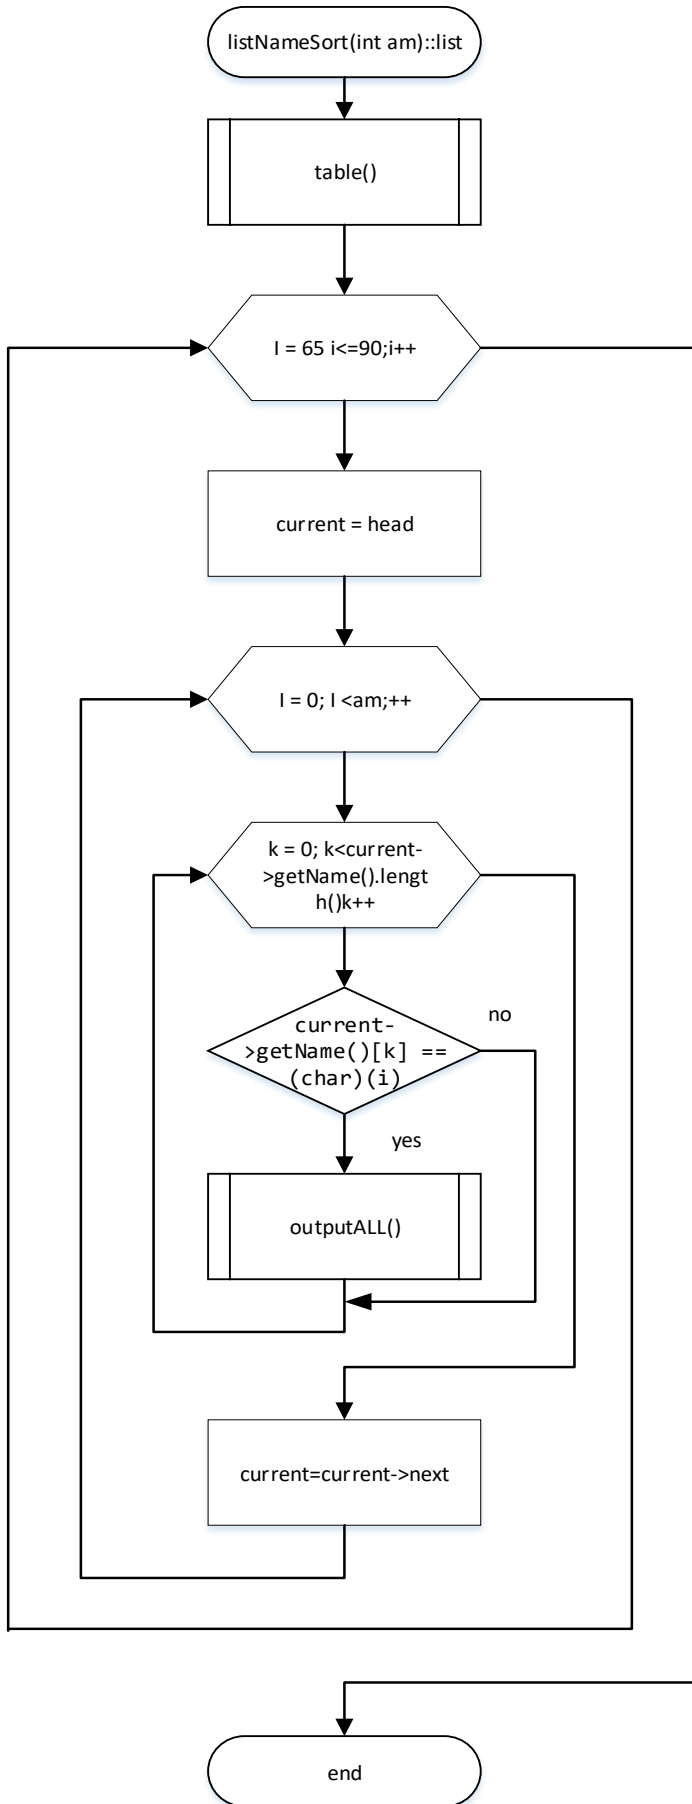 listNameSort(int am)::list
table()
I = 65 i<=90;i++
current = head
I = 0; I <am;++
k = 0; k<current-
>getName().lengt
h()k++
current-
>getName()[k] ==
(char)(i)
no
yes
outputALL()
current=current->next
end